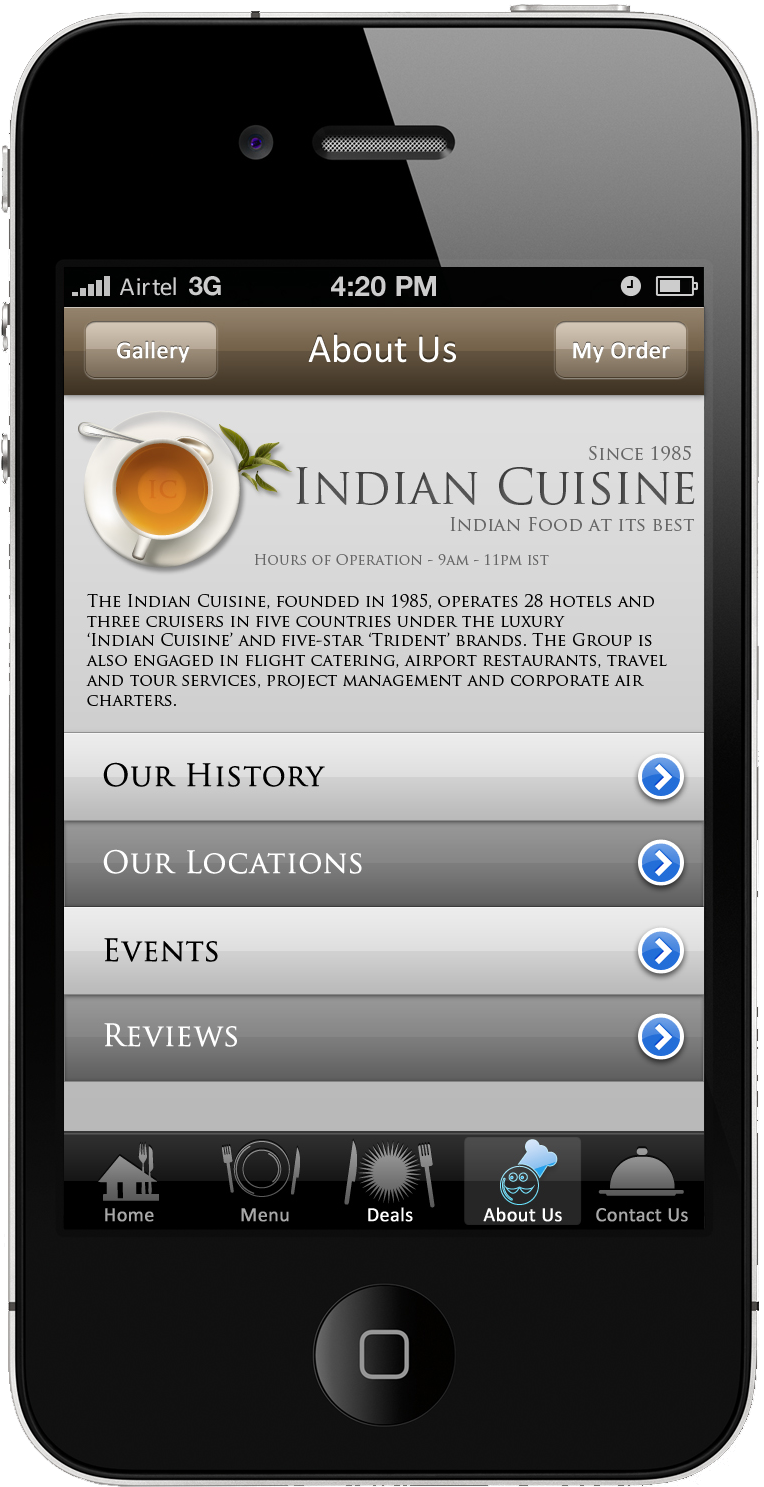 Airtel 3G 4:20 PM
Gallery About Us My Order
Since 1985
Indian Cuisine
Indian Food at its best
IC
Hours of Operation - 9am - 11pm ist
The Indian Cuisine, founded in 1985, operates 28 hotels and
three cruisers in five countries under the luxury
‘Indian Cuisine’ and five-star ‘Trident’ brands. The Group is
also engaged in flight catering, airport restaurants, travel
and tour services, project management and corporate air
charters.
Our History
Our Locations
Events
Reviews
Home Menu Deals About Us Contact Us